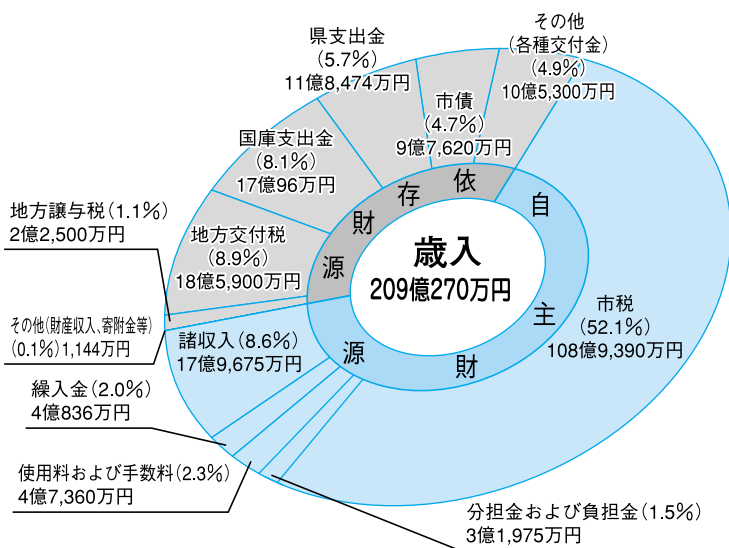 その他
(各種交付金)
(4.9%)
10億5,300万円
県支出金
(5.7%)
11億8,474万円
市債
(4.7%)
9億7,620万円
国庫支出金
(8.1%)
17億96万円
地方譲与税(1.1%)
2億2,500万円
地方交付税
(8.9%)
18億5,900万円
依存財源
自主財源
歳入
209億270万円
市税
(52.1%)
108億9,390万円
その他(財産収入、寄附金等)
(0.1%)1,144万円
諸収入(8.6%)
17億9,675万円
繰入金(2.0%)
4億836万円
使用料および手数料(2.3%)
4億7,360万円
分担金および負担金(1.5%)
3億1,975万円